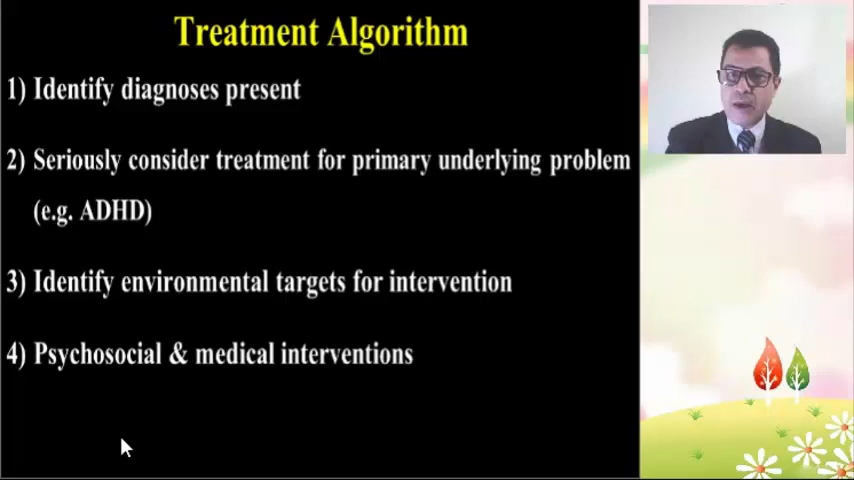 Treatment Algorithm
1) Identify diagnoses present
2) Seriously consider treatment for primary underlying problem
(e.g. ADHD)
3) Identify environmental targets for intervention
4) Psychosocial & medical interventions